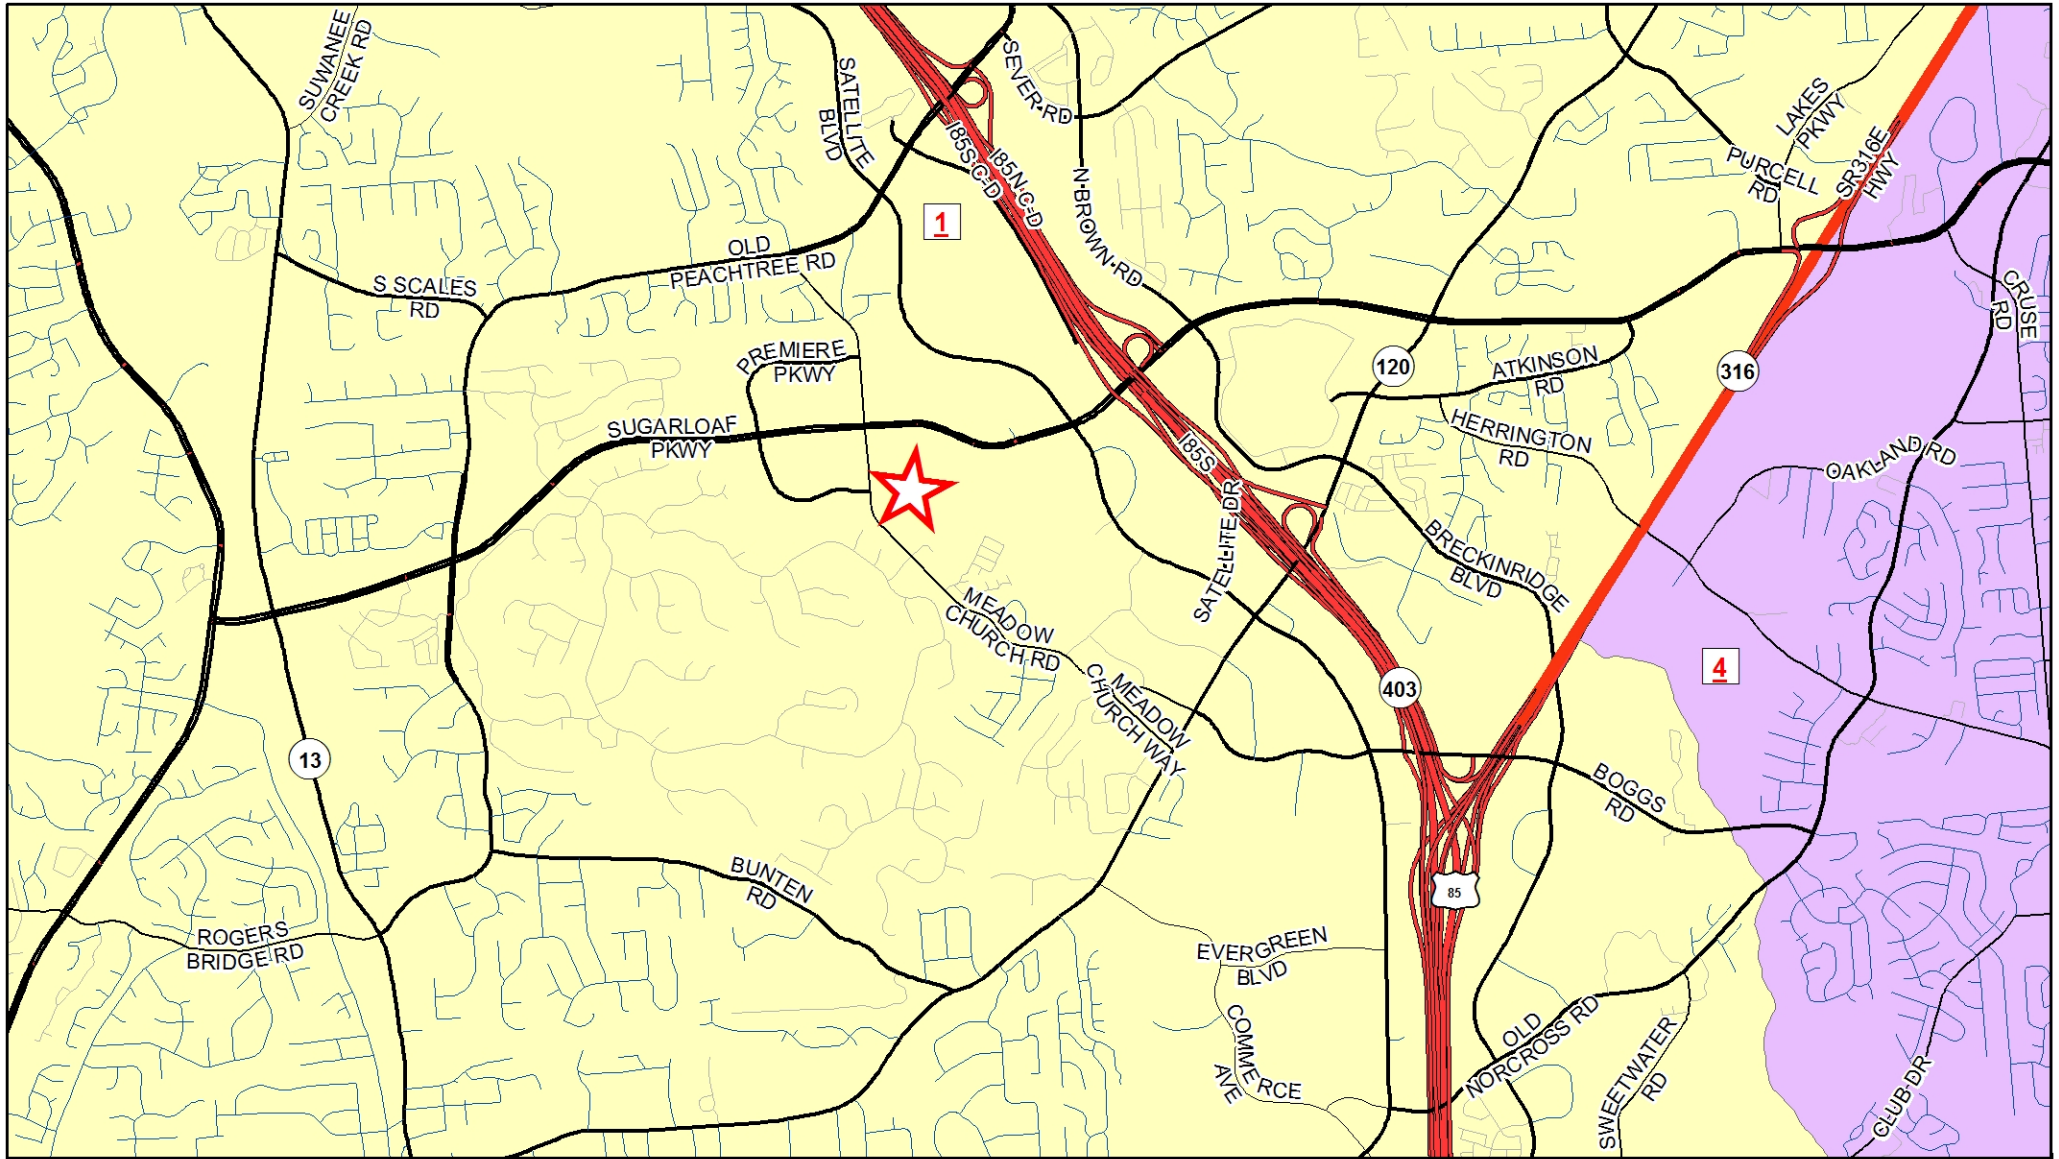 SUWANEE
CREEK RD
SATELLITE
BLVD
SEVER RD
I85S C-D
I85N C-D
N BROWN RD
LAKES
PKWY
PURCELL
RD
SR316E
HWY
1
OLD
PEACHTREE RD
S SCALES
RD
CRUSE
RD
PREMIERE
PKWY
120
ATKINSON
RD
316
SUGARLOAF
PKWY
HERRINGTON
RD
I85S
OAKLAND RD
SATELLITE DR
BRECKINRIDGE
BLVD
MEADOW
CHURCH RD
MEADOW
CHURCH WAY
403
4
13
BOGGS
RD
BUNTEN
RD
85
ROGERS
BRIDGE RD
EVERGREEN
BLVD
COMMERCE
AVE
OLD
NORCROSS RD
SWEETWATER
RD
CLUB DR